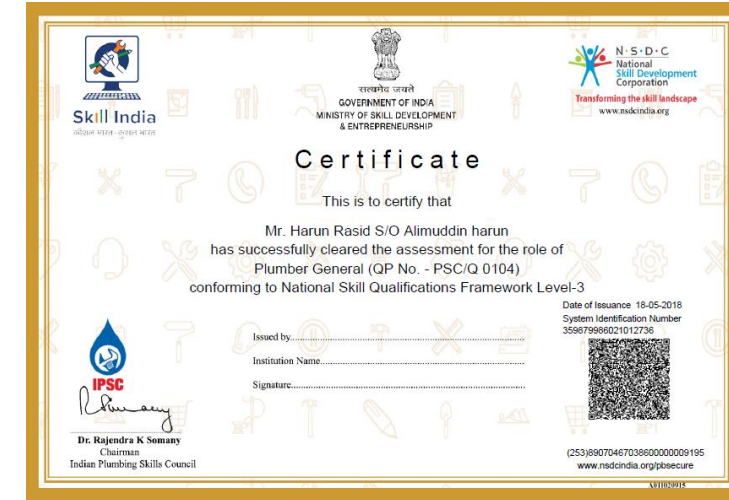 Skill India
कौशल भारत - कुशल भारत
सत्यमेव जयते
GOVERNMENT OF INDIA
MINISTRY OF SKILL DEVELOPMENT
& ENTREPRENEURSHIP
N·S·D·C
National
Skill Development
Corporation
Transforming the skill landscape
www.nsdcindia.org
Certificate
This is to certify that
Mr. Harun Rasid S/O Alimuddin harun
has successfully cleared the assessment for the role of
Plumber General (QP No. - PSC/Q 0104)
conforming to National Skill Qualifications Framework Level-3
Date of Issuance 18-05-2018
System Identification Number
359879986021012736
Issued by
Institution Name
Signature
IPSC
Dr. Rajendra K Somany
Chairman
Indian Plumbing Skills Council
(253)89070467038600000009195
www.nsdcindia.org/pbsecure
A011020915